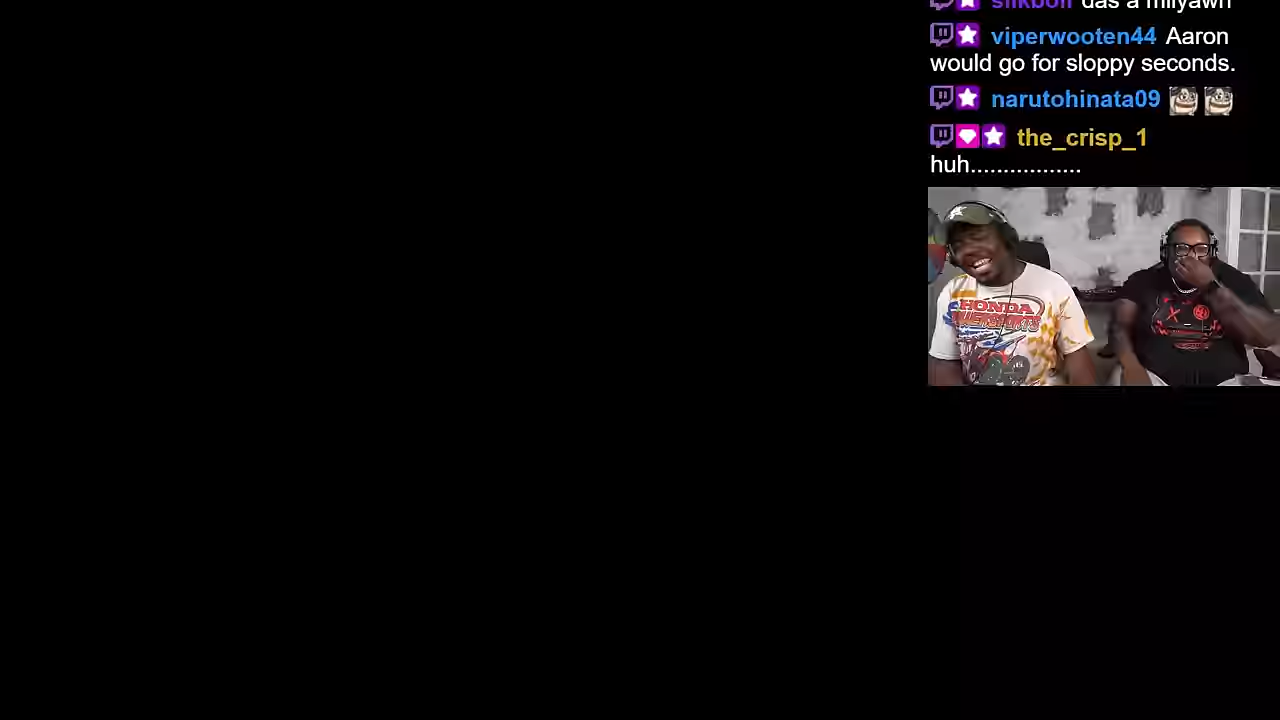 das a milyawn
viperwooten44 Aaron
would go for sloppy seconds.
narutohinata09
the_crisp_1
huh.................
HONDA